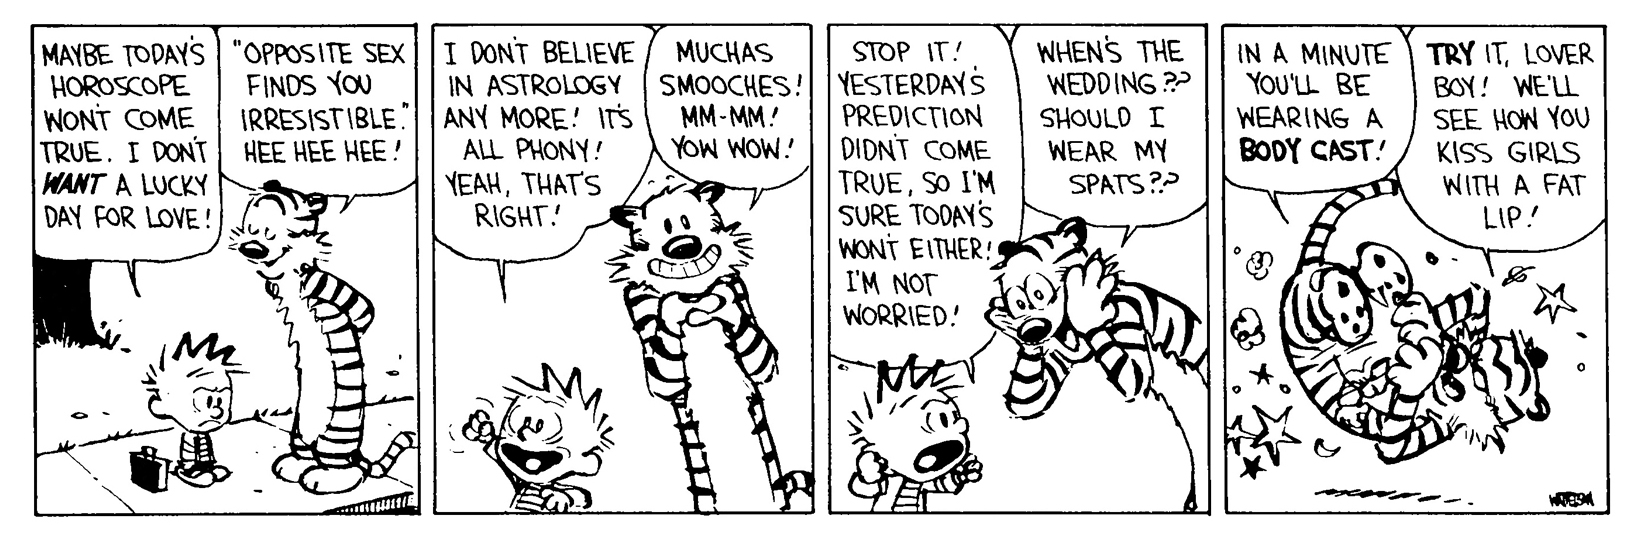 MAYBE TODAY'S
HOROSCOPE
WON'T COME
TRUE. I DON'T
WANT A LUCKY
DAY FOR LOVE!
"OPPOSITE SEX
FINDS YOU
IRRESISTIBLE."
HEE HEE HEE!
I DON'T BELIEVE
IN ASTROLOGY
ANY MORE! IT'S
ALL PHONY!
YEAH, THAT'S
RIGHT!
MUCHAS
SMOOCHES!
MM-MM!
YOW WOW!
STOP IT!
YESTERDAY'S
PREDICTION
DIDN'T COME
TRUE, SO I'M
SURE TODAY'S
WON'T EITHER!
I'M NOT
WORRIED!
WHEN'S THE
WEDDING??
SHOULD I
WEAR MY
SPATS??
IN A MINUTE
YOU'LL BE
WEARING A
BODY CAST!
TRY IT, LOVER
BOY! WE'LL
SEE HOW YOU
KISS GIRLS
WITH A FAT
LIP!
WATTERSON